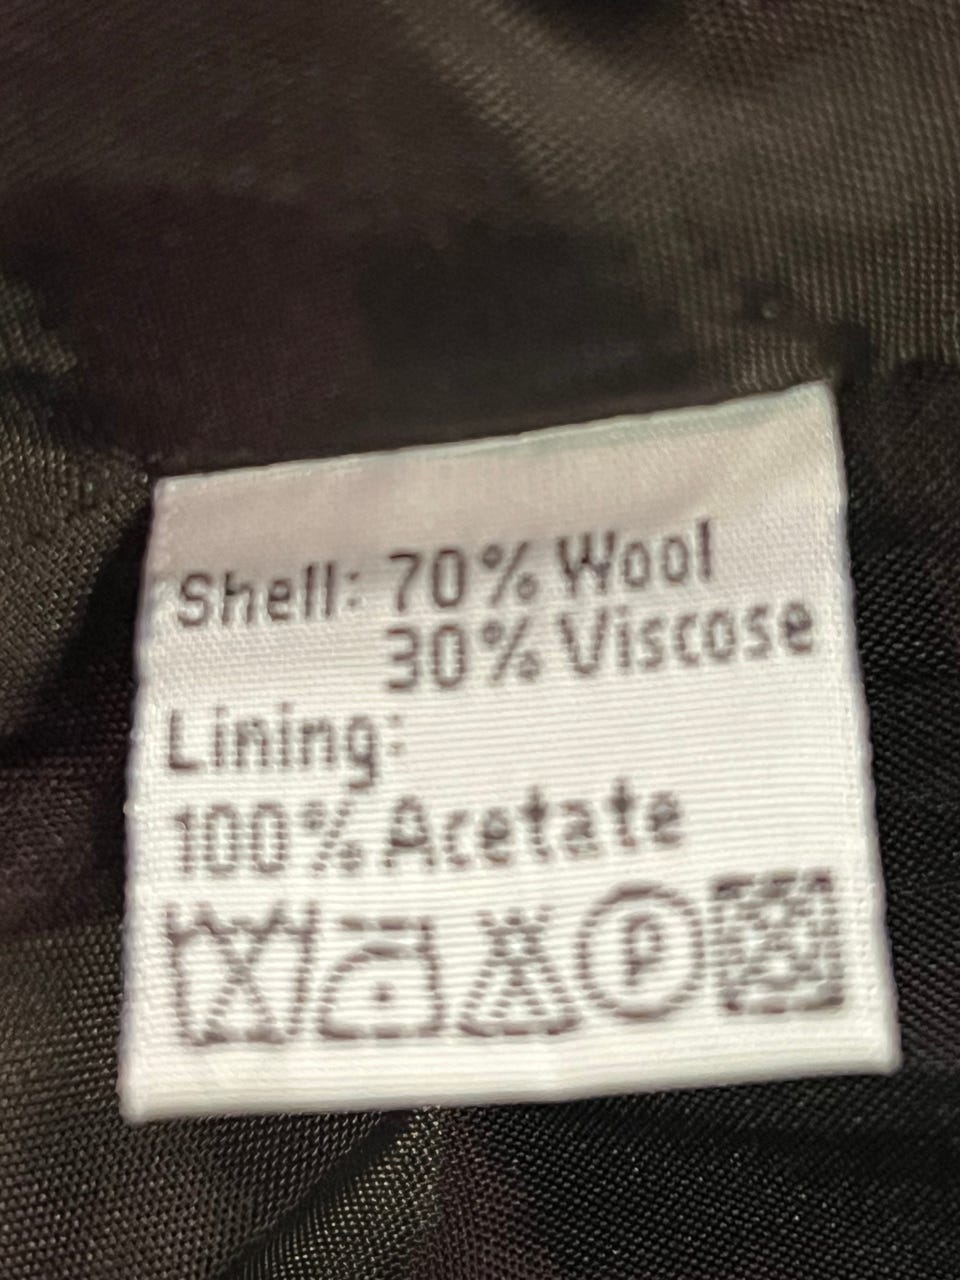 Shell: 70% Wool
30% Viscose
Lining:
100% Acetate
P